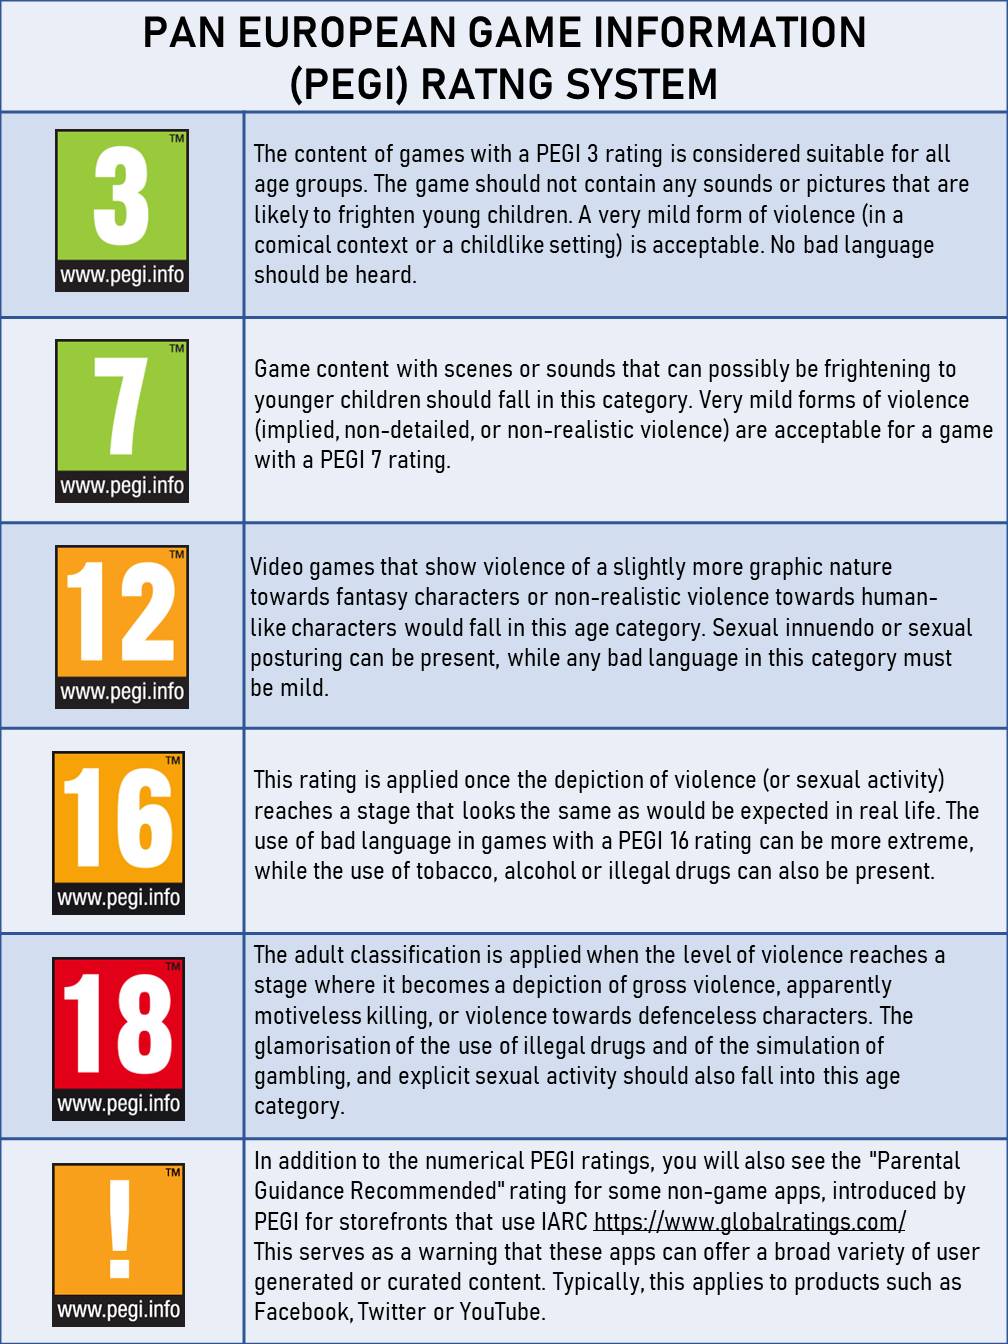 PAN EUROPEAN GAME INFORMATION
(PEGI) RATNG SYSTEM
TM
3
www.pegi.info
The content of games with a PEGI 3 rating is considered suitable for all
age groups. The game should not contain any sounds or pictures that are
likely to frighten young children. A very mild form of violence (in a
comical context or a childlike setting) is acceptable. No bad language
should be heard.
TM
7
www.pegi.info
Game content with scenes or sounds that can possibly be frightening to
younger children should fall in this category. Very mild forms of violence
(implied, non-detailed, or non-realistic violence) are acceptable for a game
with a PEGI 7 rating.
TM
12
www.pegi.info
Video games that show violence of a slightly more graphic nature
towards fantasy characters or non-realistic violence towards human-
like characters would fall in this age category. Sexual innuendo or sexual
posturing can be present, while any bad language in this category must
be mild.
TM
16
www.pegi.info
This rating is applied once the depiction of violence (or sexual activity)
reaches a stage that looks the same as would be expected in real life. The
use of bad language in games with a PEGI 16 rating can be more extreme,
while the use of tobacco, alcohol or illegal drugs can also be present.
TM
18
www.pegi.info
The adult classification is applied when the level of violence reaches a
stage where it becomes a depiction of gross violence, apparently
motiveless killing, or violence towards defenceless characters. The
glamorisation of the use of illegal drugs and of the simulation of
gambling, and explicit sexual activity should also fall into this age
category.
TM
!
www.pegi.info
In addition to the numerical PEGI ratings, you will also see the "Parental
Guidance Recommended" rating for some non-game apps, introduced by
PEGI for storefronts that use IARC https://www.globalratings.com/
This serves as a warning that these apps can offer a broad variety of user
generated or curated content. Typically, this applies to products such as
Facebook, Twitter or YouTube.